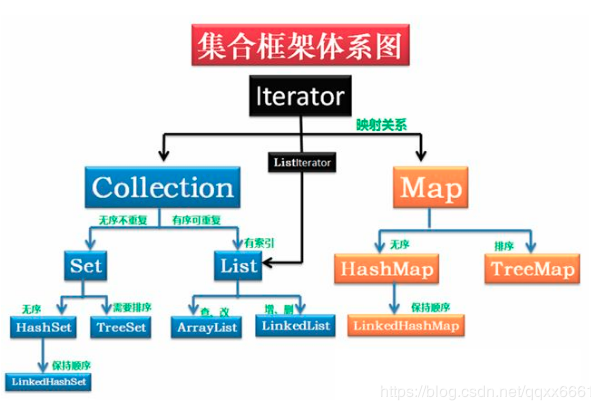 集合框架体系图
Iterator
映射关系
ListIterator
Collection
Map
无序不重复
有序可重复
有索引
无序
排序
Set
List
HashMap
TreeMap
无序
需要排序
查、改
增、删
保持顺序
HashSet
TreeSet
ArrayList
LinkedList
LinkedHashMap
保持顺序
LinkedHashSet
https://blog.csdn.net/qqxx6661